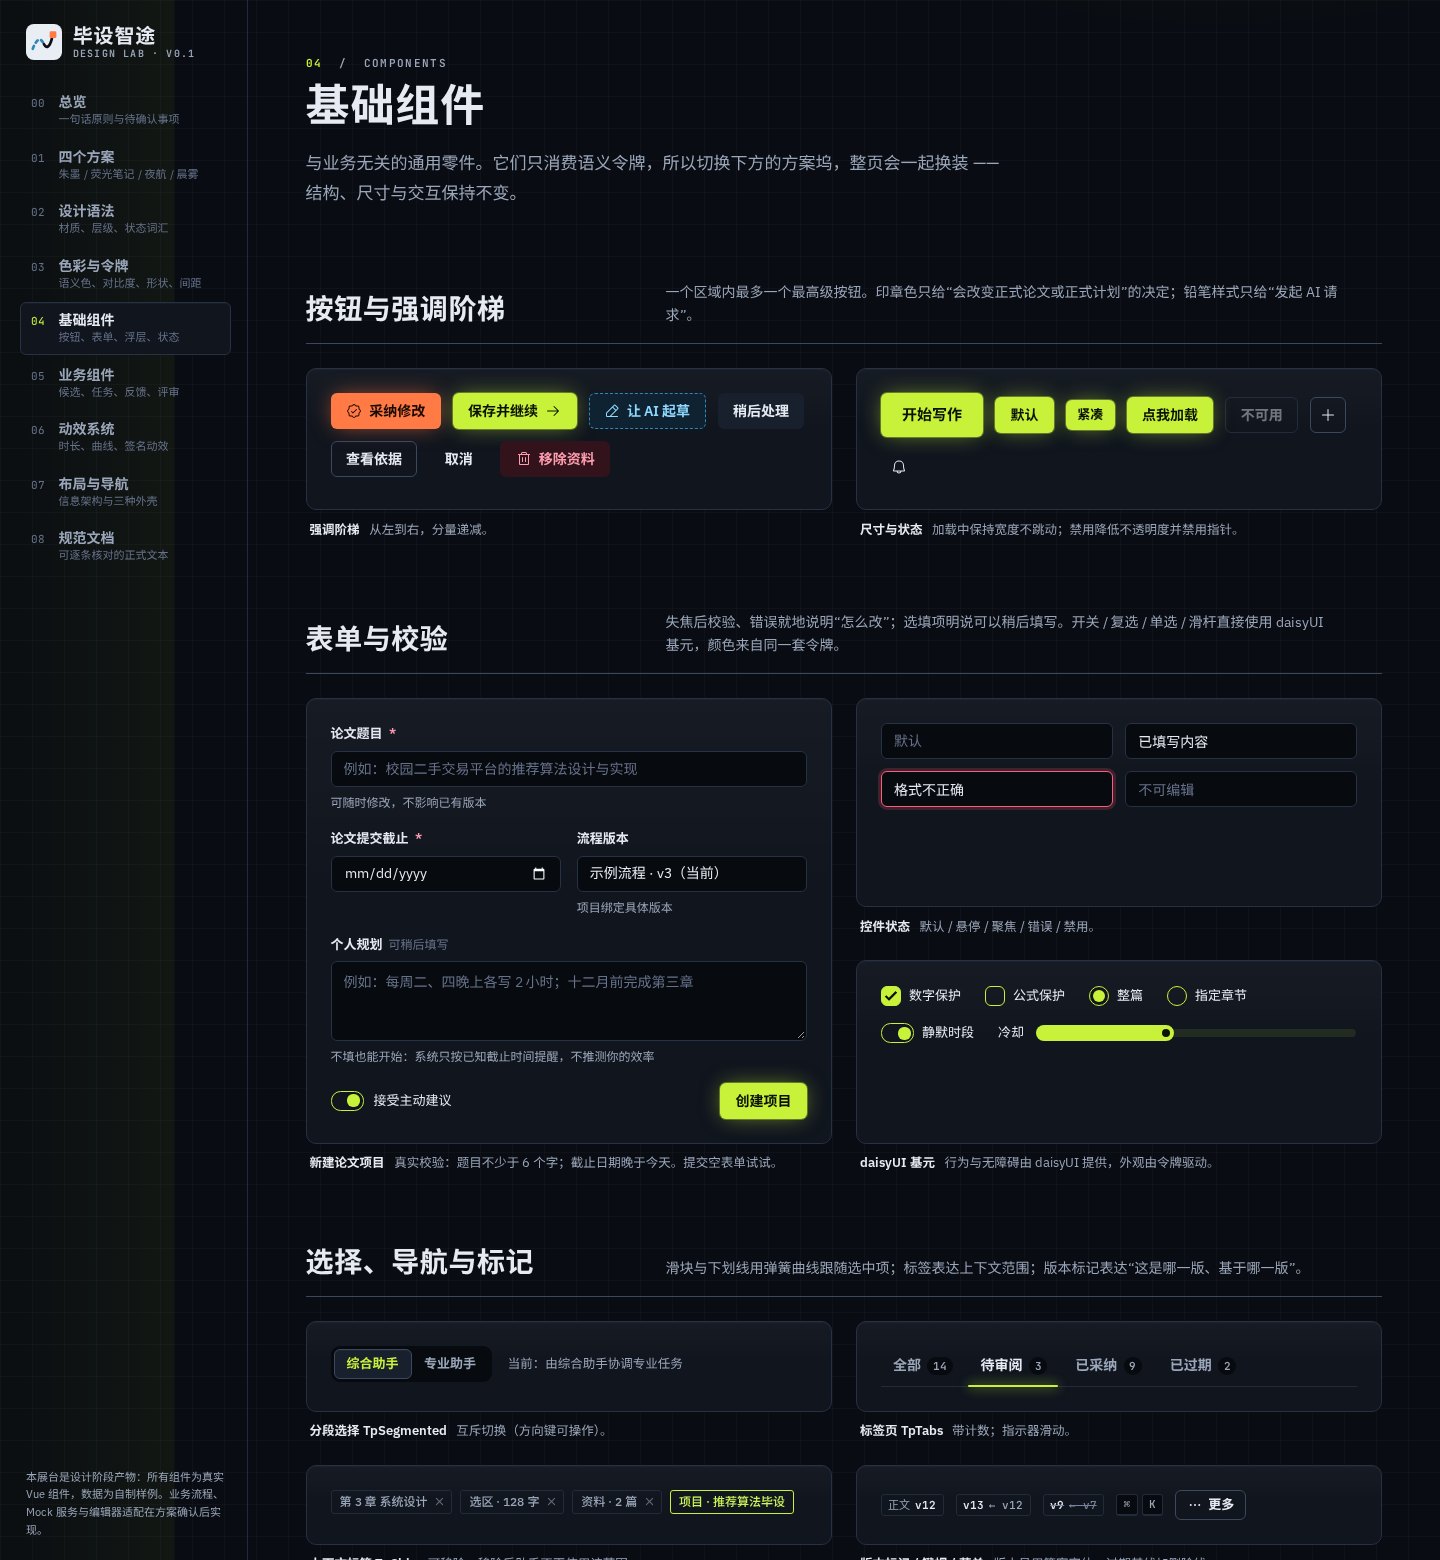 毕设智途
DESIGN LAB · V0.1
00 总览
一句话原则与待确认事项
01 四个方案
朱墨 / 荧光笔记 / 夜航 / 晨雾
02 设计语法
材质、层级、状态词汇
03 色彩与令牌
语义色、对比度、形状、间距
04 基础组件
按钮、表单、浮层、状态
05 业务组件
候选、任务、反馈、评审
06 动效系统
时长、曲线、签名动效
07 布局与导航
信息架构与三种外壳
08 规范文档
可逐条核对的正式文本
本展台是设计阶段产物：所有组件为真实
Vue 组件，数据为自制样例。业务流程、
Mock 服务与编辑器适配在方案确认后实
现。
04 / COMPONENTS
基础组件
与业务无关的通用零件。它们只消费语义令牌，所以切换下方的方案坞，整页会一起换装 ——
结构、尺寸与交互保持不变。
按钮与强调阶梯
一个区域内最多一个最高级按钮。印章色只给“会改变正式论文或正式计划”的决定；铅笔样式只给“发起 AI 请
求”。
采纳修改 保存并继续 → 让 AI 起草 稍后处理
查看依据 取消 移除资料
强调阶梯 从左到右，分量递减。
开始写作 默认 紧凑 点我加载 不可用 +
尺寸与状态 加载中保持宽度不跳动；禁用降低不透明度并禁用指针。
表单与校验
失焦后校验、错误就地说明“怎么改”；选填项明说可以稍后填写。开关 / 复选 / 单选 / 滑杆直接使用 daisyUI
基元，颜色来自同一套令牌。
论文题目 *
例如：校园二手交易平台的推荐算法设计与实现
可随时修改，不影响已有版本
论文提交截止 * 流程版本
mm/dd/yyyy 示例流程 · v3（当前）
项目绑定具体版本
个人规划 可稍后填写
例如：每周二、四晚上各写 2 小时；十二月前完成第三章
不填也能开始：系统只按已知截止时间提醒，不推测你的效率
接受主动建议 创建项目
新建论文项目 真实校验：题目不少于 6 个字；截止日期晚于今天。提交空表单试试。
默认 已填写内容
格式不正确 不可编辑
控件状态 默认 / 悬停 / 聚焦 / 错误 / 禁用。
数字保护 公式保护 整篇 指定章节
静默时段 冷却
daisyUI 基元 行为与无障碍由 daisyUI 提供，外观由令牌驱动。
选择、导航与标记
滑块与下划线用弹簧曲线跟随选中项；标签表达上下文范围；版本标记表达“这是哪一版、基于哪一版”。
综合助手 专业助手 当前：由综合助手协调专业任务
分段选择 TpSegmented 互斥切换（方向键可操作）。
全部 14 待审阅 3 已采纳 9 已过期 2
标签页 TpTabs 带计数；指示器滑动。
第 3 章 系统设计 × 选区 · 128 字 × 资料 · 2 篇 × 项目 · 推荐算法毕设
正文 v12 v13 ← v12 v9 ← v7 ⌘ K ··· 更多